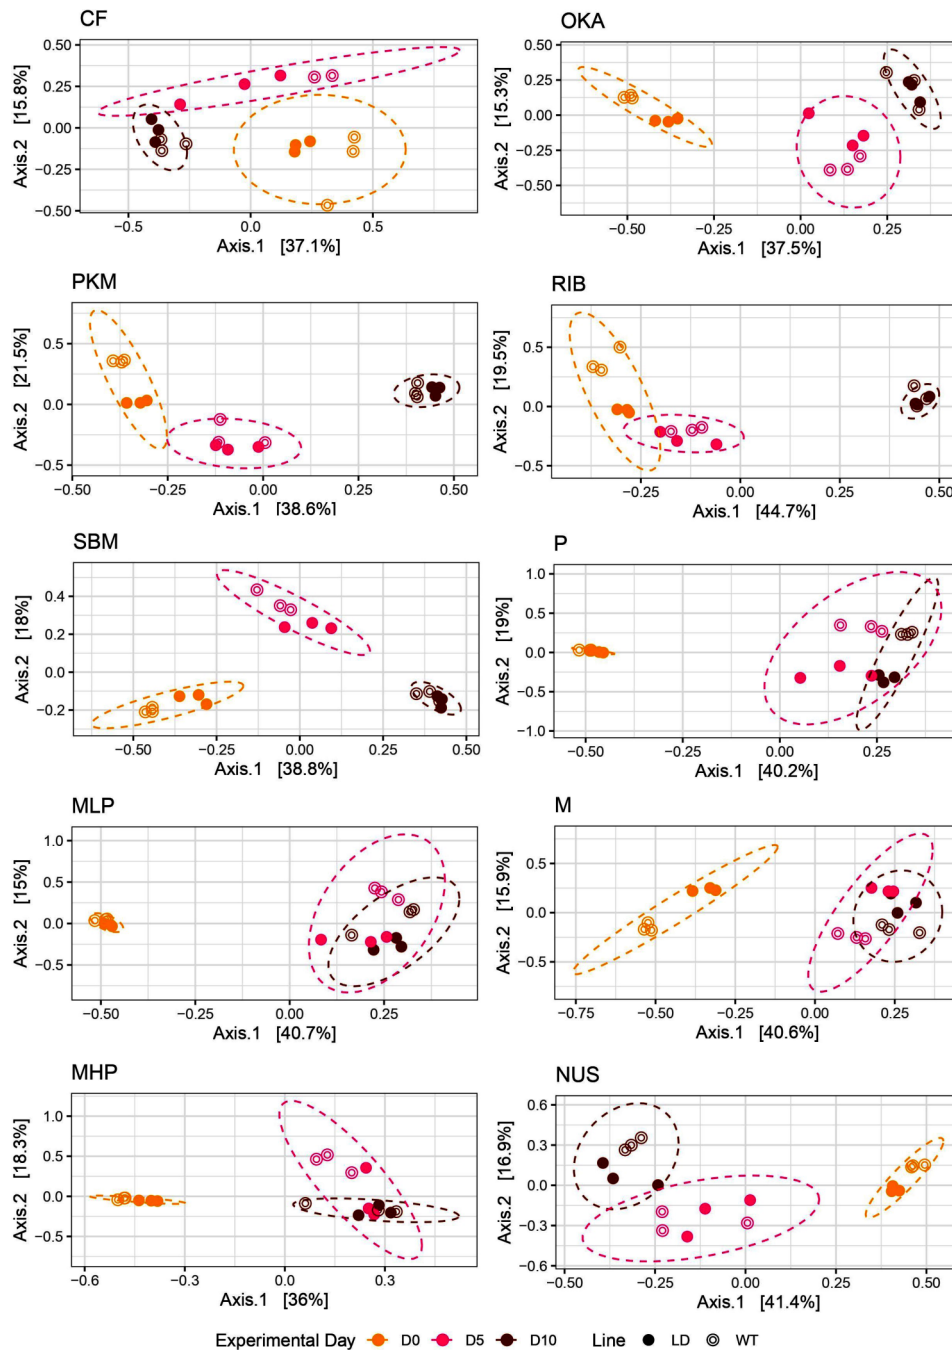 CF
0.50
0.25
0.00
−0.25
−0.50
Axis.2 [15.8%]
−0.5 0.0 0.5
Axis.1 [37.1%]
OKA
0.50
0.25
0.00
−0.25
−0.50
Axis.2 [15.3%]
−0.50 −0.25 0.00 0.25
Axis.1 [37.5%]
PKM
0.5
0.0
−0.5
Axis.2 [21.5%]
−0.50 −0.25 0.00 0.25 0.50
Axis.1 [38.6%]
RIB
0.5
0.0
−0.5
Axis.2 [19.5%]
−0.25 0.00 0.25 0.50
Axis.1 [44.7%]
SBM
0.4
0.2
0.0
−0.2
Axis.2 [18%]
−0.50 −0.25 0.00 0.25 0.50
Axis.1 [38.8%]
P
1.0
0.5
0.0
−0.5
−1.0
Axis.2 [19%]
−0.50 −0.25 0.00 0.25
Axis.1 [40.2%]
MLP
1.0
0.5
0.0
−0.5
Axis.2 [15%]
−0.50 −0.25 0.00 0.25
Axis.1 [40.7%]
M
0.5
0.0
−0.5
Axis.2 [15.9%]
−0.75 −0.50 −0.25 0.00 0.25
Axis.1 [40.6%]
MHP
1.0
0.5
0.0
−0.5
Axis.2 [18.3%]
−0.6 −0.3 0.0 0.3
Axis.1 [36%]
NUS
0.6
0.3
0.0
−0.3
−0.6
Axis.2 [16.9%]
−0.50 −0.25 0.00 0.25 0.50
Axis.1 [41.4%]
Experimental Day D0 D5 D10 Line LD WT